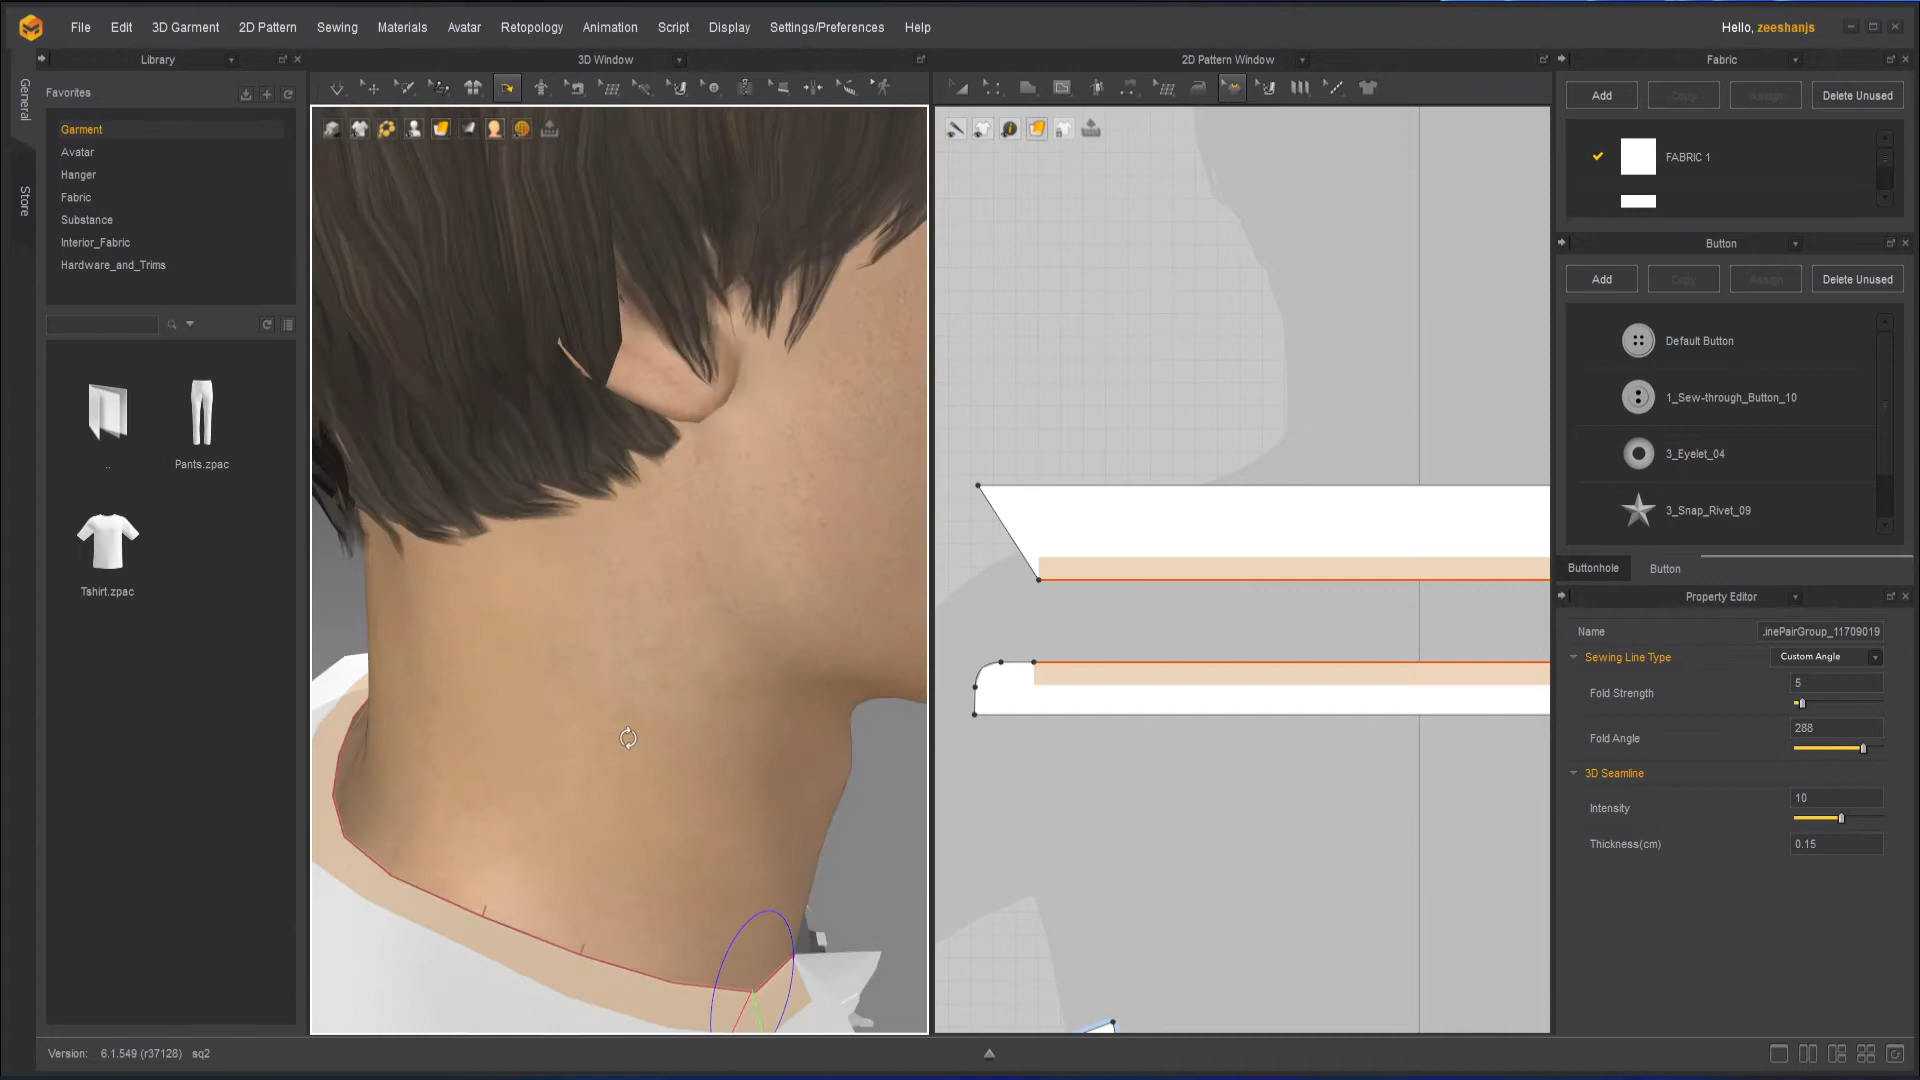 File Edit 3D Garment 2D Pattern Sewing Materials Avatar Retopology Animation Script Display Settings/Preferences Help
Hello, zeeshanjs
General
Store
Library
Favorites
Garment
Avatar
Hanger
Fabric
Substance
Interior_Fabric
Hardware_and_Trims
..
Pants.zpac
Tshirt.zpac
3D Window
2D Pattern Window
Fabric
Add Copy Assign Delete Unused
FABRIC 1
Button
Add Copy Assign Delete Unused
Default Button
1_Sew-through_Button_10
3_Eyelet_04
3_Snap_Rivet_09
Buttonhole Button
Property Editor
Name .inePairGroup_11709019
Sewing Line Type Custom Angle
Fold Strength 5
Fold Angle 288
3D Seamline
Intensity 10
Thickness(cm) 0.15
Version: 6.1.549 (r37128) sq2